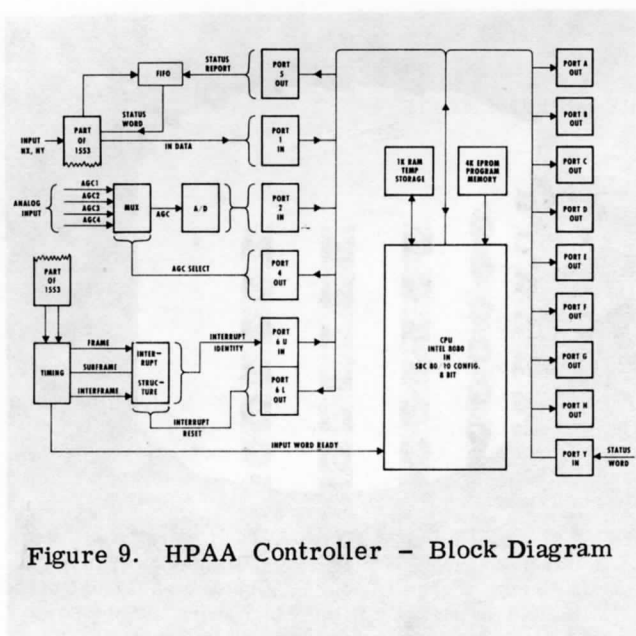 STATUS
REPORT
FIFO
PORT
5
OUT
PORT A
OUT
STATUS
WORD
PORT B
OUT
INPUT
NX, NY
PART
OF
1553
IN DATA
PORT
1
IN
PORT C
OUT
1K RAM
TEMP
STORAGE
4K EPROM
PROGRAM
MEMORY
ANALOG
INPUT
AGC1
AGC2
AGC3
AGC4
MUX
AGC
A/D
PORT
2
IN
PORT D
OUT
AGC SELECT
PORT
4
OUT
PORT E
OUT
PART
OF
1553
PORT F
OUT
TIMING
FRAME
SUBFRAME
INTERFRAME
INTER-
RUPT
STRUC-
TURE
INTERRUPT
IDENTITY
PORT
6 U
IN
PORT
6 L
OUT
INTERRUPT
RESET
CPU
INTEL 8080
IN
SBC 80/10 CONFIG.
8 BIT
PORT G
OUT
PORT H
OUT
INPUT WORD READY
PORT Y
IN
STATUS
WORD
Figure 9. HPAA Controller - Block Diagram